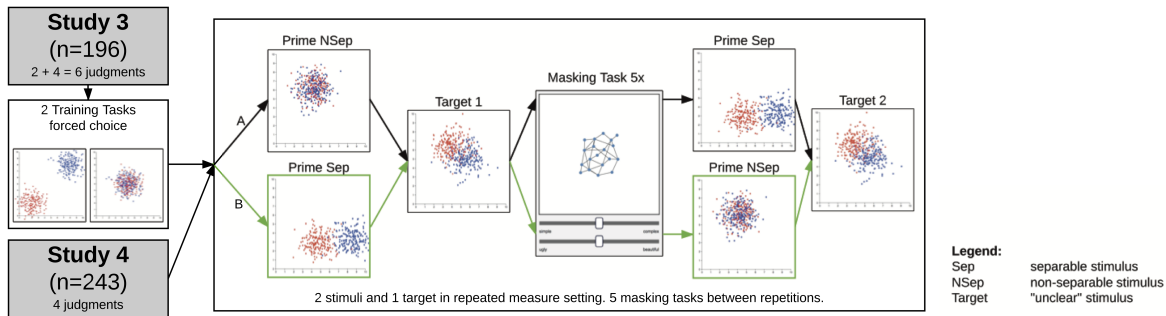 Study 3
(n=196)
2 + 4 = 6 judgments
2 Training Tasks
forced choice
Study 4
(n=243)
4 judgments
A
B
Prime NSep
Prime Sep
Target 1
Masking Task 5x
simple
complex
ugly
beautiful
Prime Sep
Prime NSep
Target 2
2 stimuli and 1 target in repeated measure setting. 5 masking tasks between repetitions.
Legend:
Sep separable stimulus
NSep non-separable stimulus
Target "unclear" stimulus